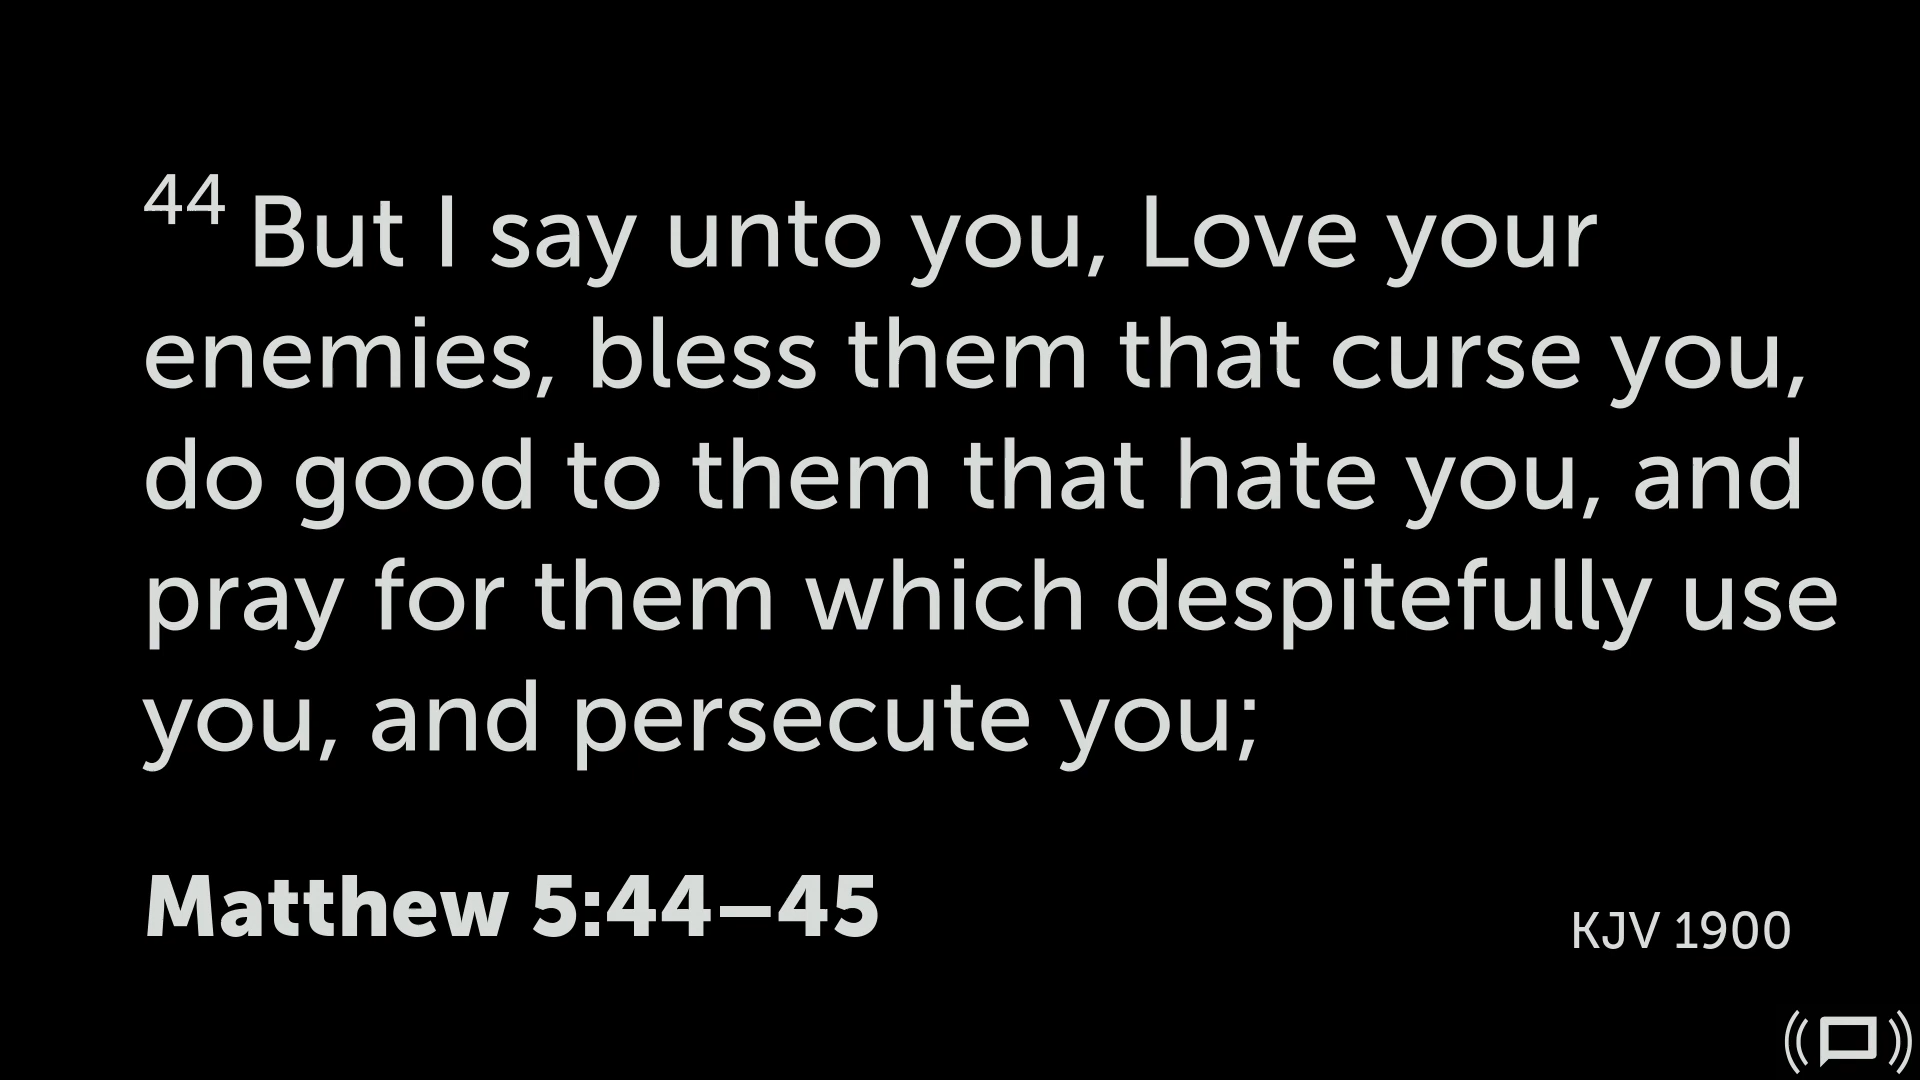 44 But I say unto you, Love your
enemies, bless them that curse you,
do good to them that hate you, and
pray for them which despitefully use
you, and persecute you;
Matthew 5:44–45
KJV 1900